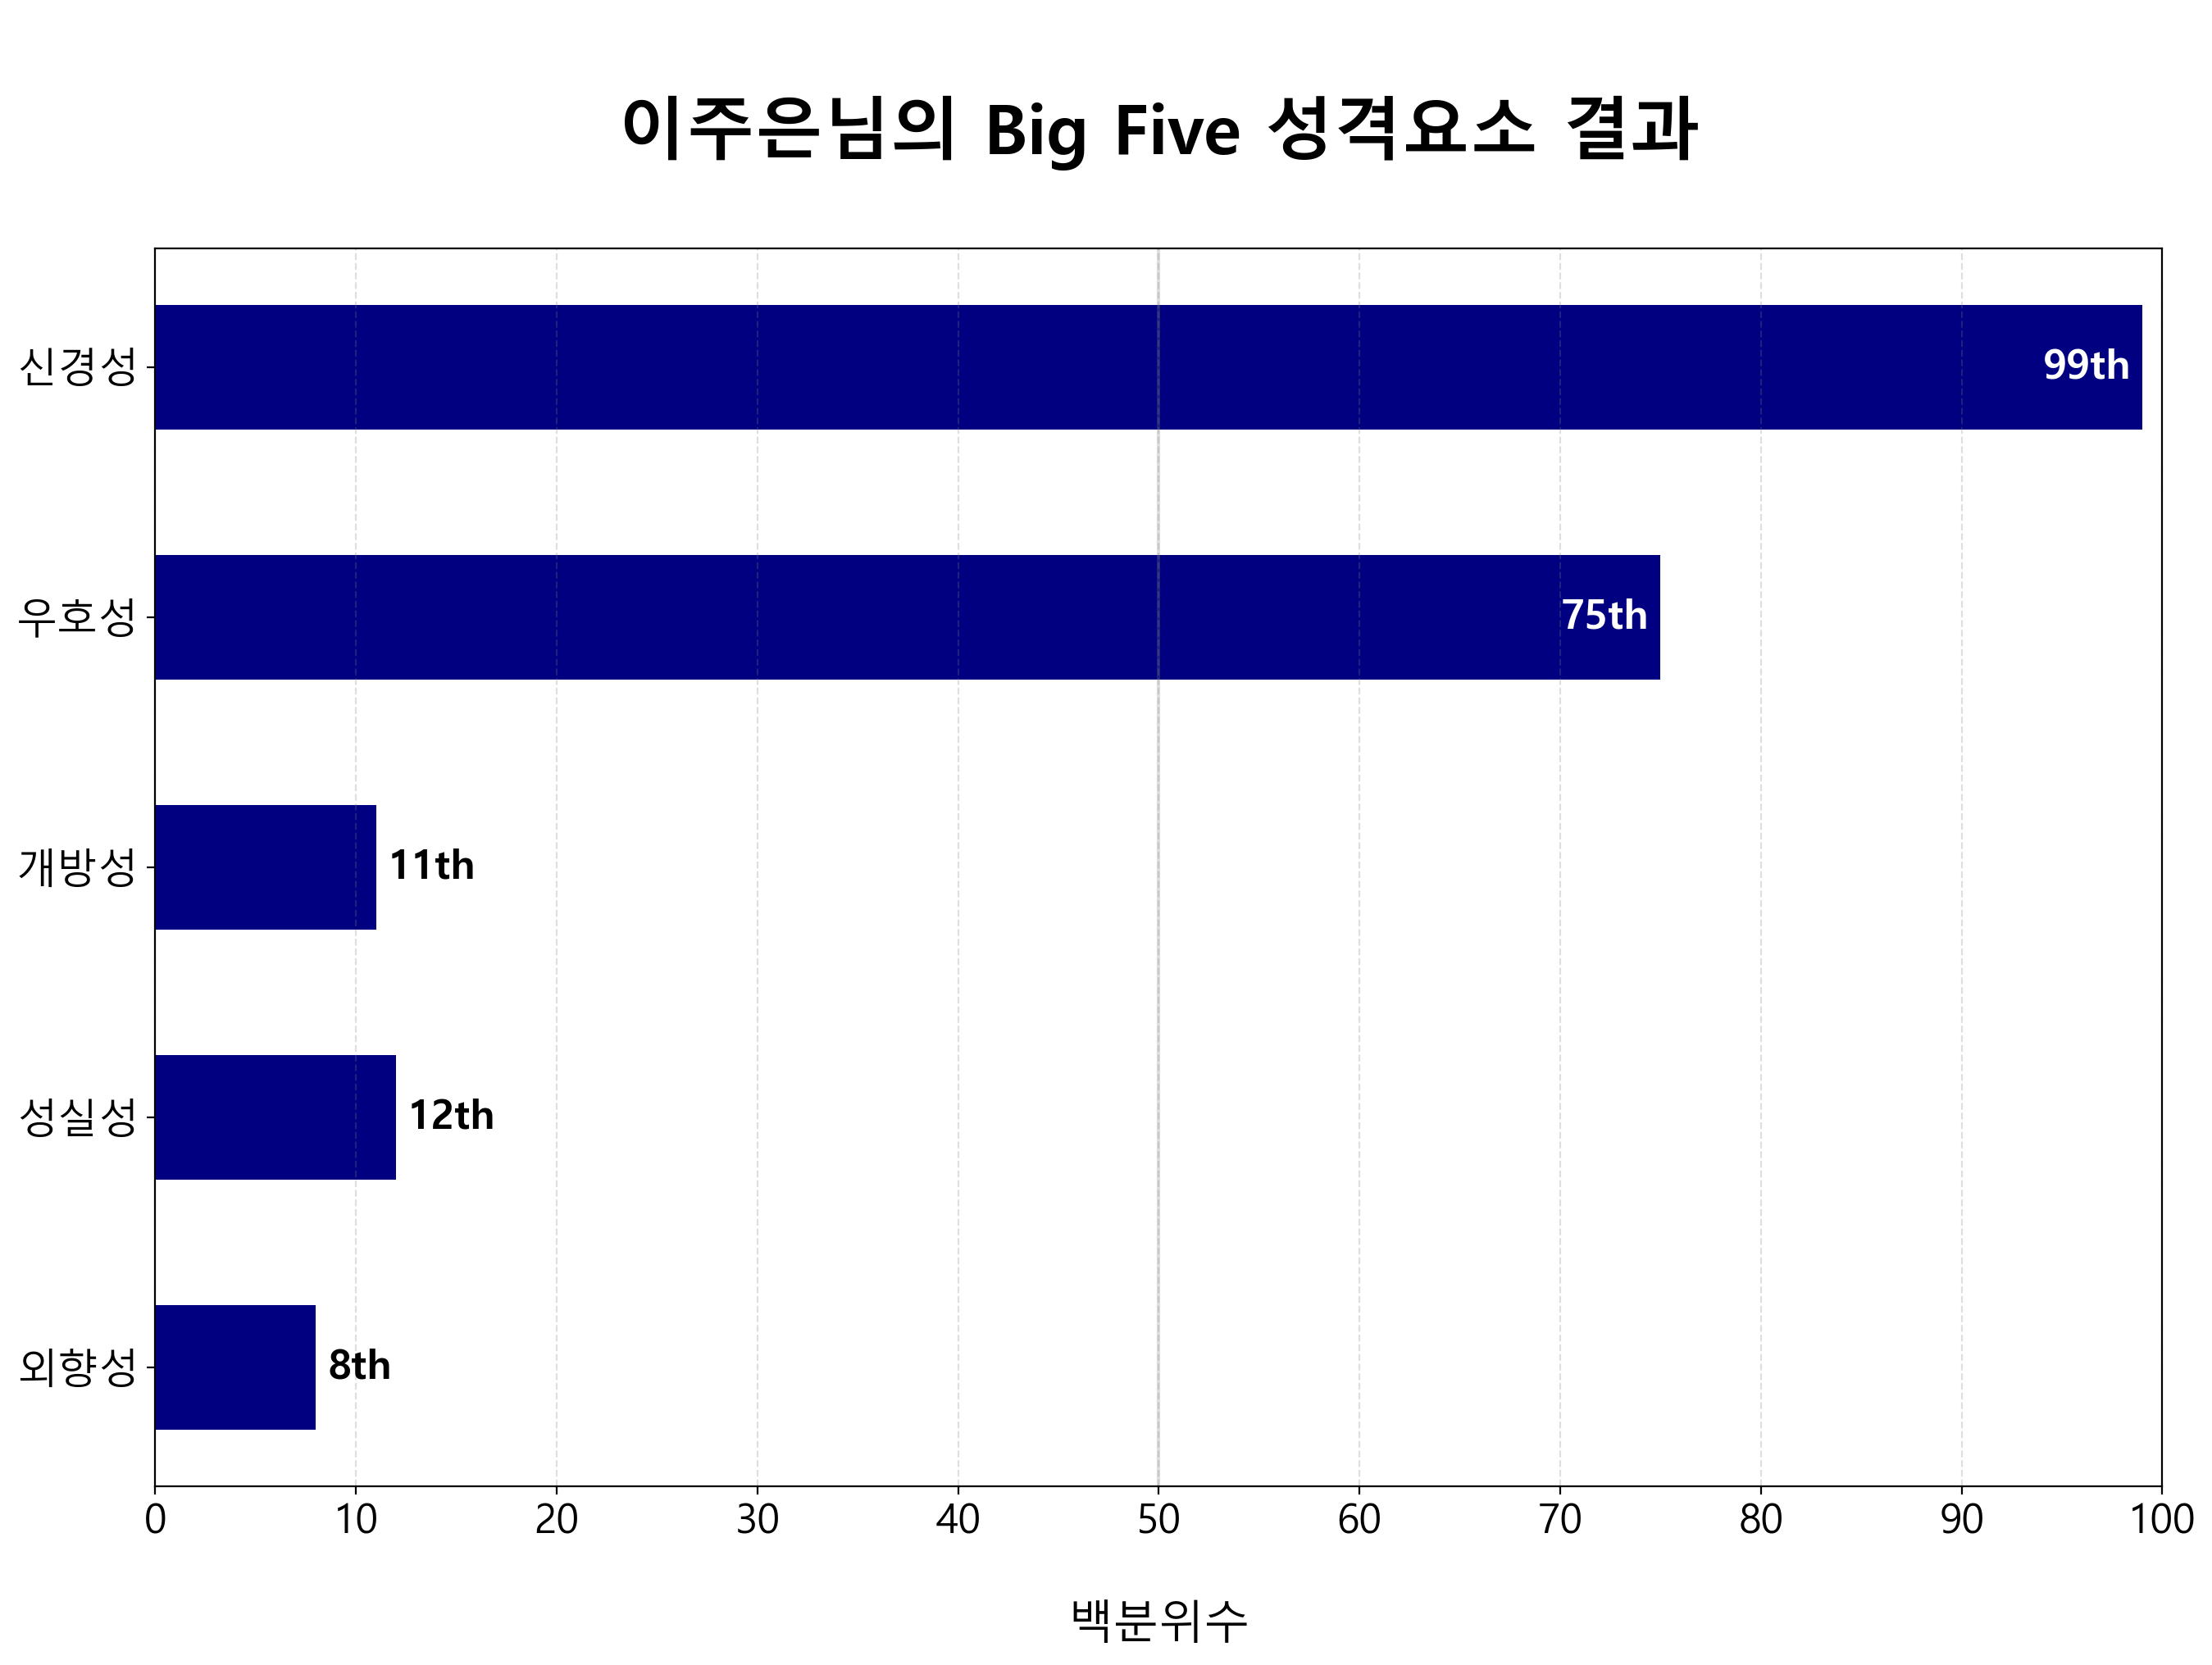 이주은님의 Big Five 성격요소 결과
신경성 99th
우호성 75th
개방성 11th
성실성 12th
외향성 8th
0 10 20 30 40 50 60 70 80 90 100
백분위수